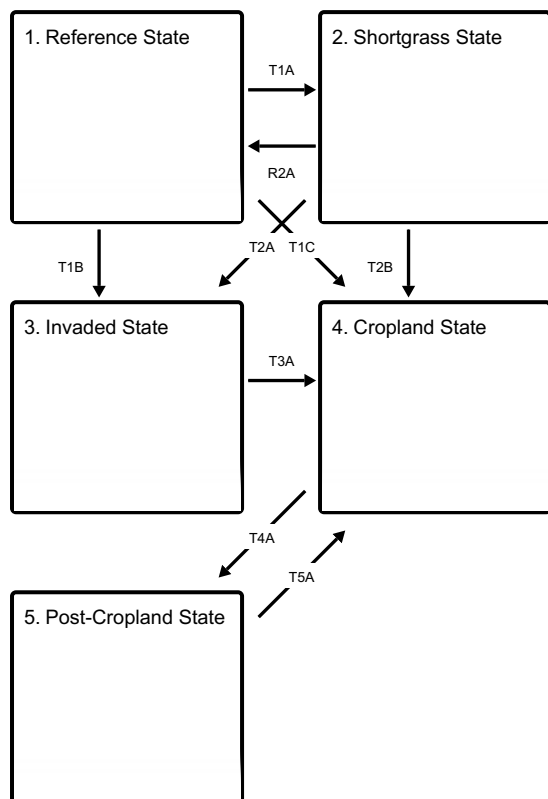 1. Reference State
2. Shortgrass State
T1A
R2A
T2A
T1C
T1B
T2B
3. Invaded State
4. Cropland State
T3A
T4A
T5A
5. Post-Cropland State